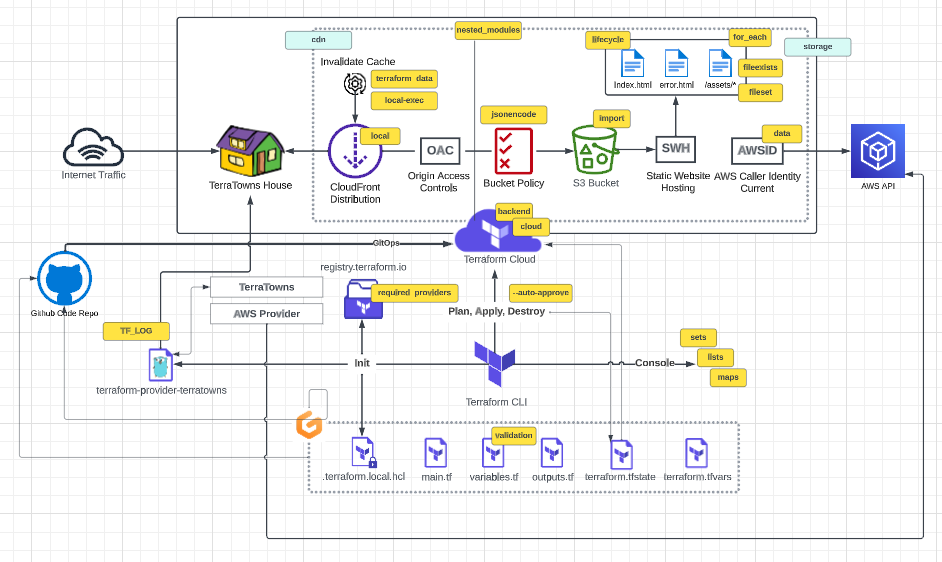 nested_modules
cdn
lifecycle
for_each
storage
Invalidate Cache
terraform_data
local-exec
Index.html
error.html
/assets/*
fileexists
fileset
jsonencode
import
local
data
OAC
SWH
AWSID
Internet Traffic
TerraTowns House
CloudFront
Distribution
Origin Access
Controls
Bucket Policy
S3 Bucket
Static Website
Hosting
AWS Caller Identity
Current
AWS API
backend
cloud
GitOps
Terraform Cloud
registry.terraform.io
TerraTowns
required_providers
--auto-approve
Github Code Repo
AWS Provider
Plan, Apply, Destroy
TF_LOG
sets
lists
maps
Init
Console
terraform-provider-terratowns
Terraform CLI
validation
.terraform.local.hcl
main.tf
variables.tf
outputs.tf
terraform.tfstate
terraform.tfvars